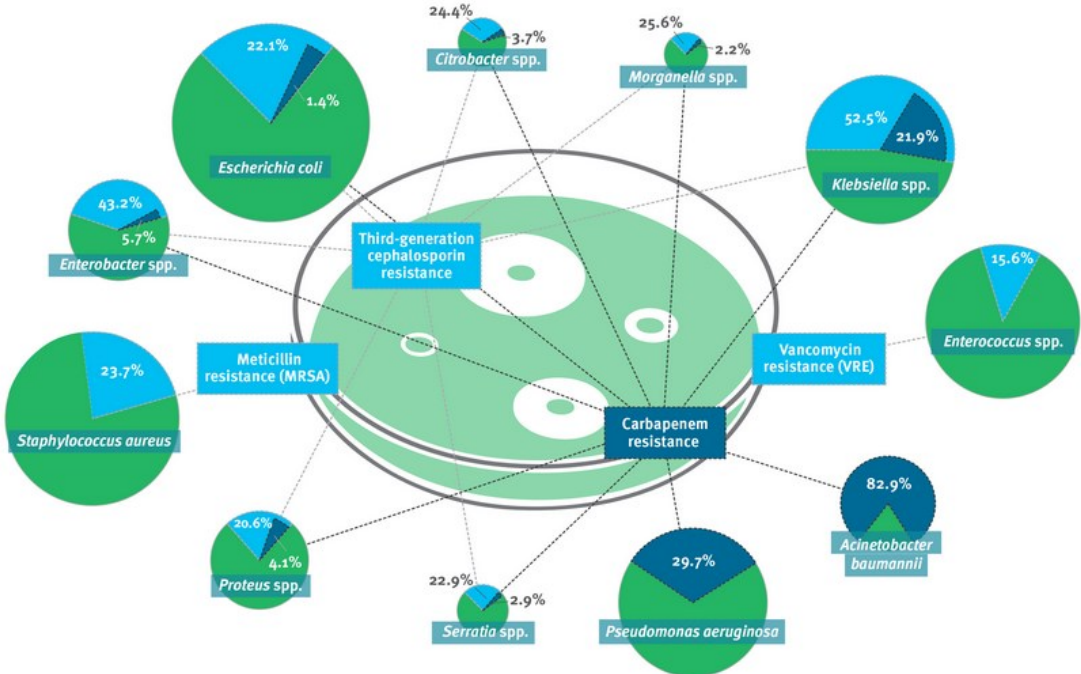 24.4%
3.7%
Citrobacter spp.
25.6%
2.2%
Morganella spp.
22.1%
1.4%
Escherichia coli
52.5%
21.9%
Klebsiella spp.
43.2%
5.7%
Enterobacter spp.
Third-generation
cephalosporin
resistance
15.6%
Enterococcus spp.
23.7%
Staphylococcus aureus
Meticillin
resistance (MRSA)
Vancomycin
resistance (VRE)
Carbapenem
resistance
82.9%
Acinetobacter
baumannii
20.6%
4.1%
Proteus spp.
22.9%
2.9%
Serratia spp.
29.7%
Pseudomonas aeruginosa